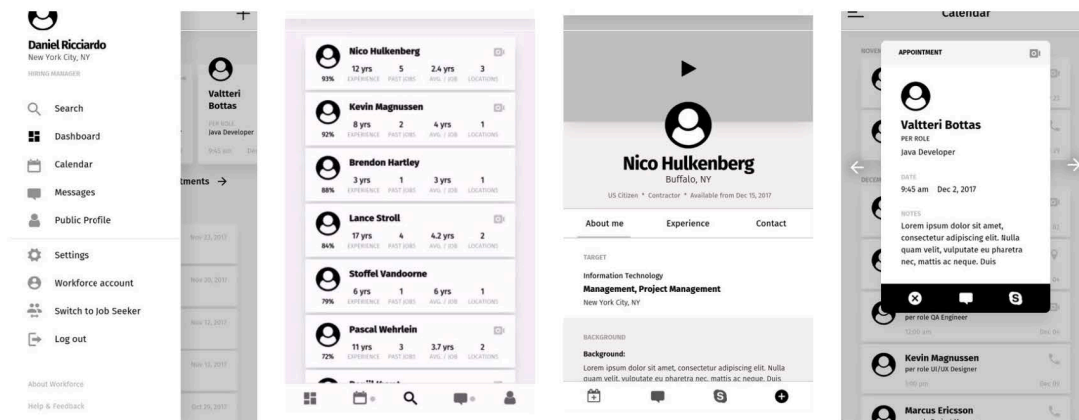 Daniel Ricciardo
New York City, NY
HIRING MANAGER
Search
Dashboard
Calendar
Messages
Public Profile
Settings
Workforce account
Switch to Job Seeker
Log out
About Workforce
Help & Feedback
Valtteri
Bottas
PER ROLE
Java Developer
9:45 am Dec
tments →
Nov 23, 2017
Nov 20, 2017
Nov 12, 2017
Nov 12, 2017
Oct 29, 2017
Nico Hulkenberg
12 yrs 5 2.4 yrs 3
93% EXPERIENCE PAST JOBS AVG. / JOB LOCATIONS
Kevin Magnussen
8 yrs 2 4 yrs 1
92% EXPERIENCE PAST JOBS AVG. / JOB LOCATIONS
Brendon Hartley
3 yrs 1 3 yrs 1
88% EXPERIENCE PAST JOBS AVG. / JOB LOCATIONS
Lance Stroll
17 yrs 4 4.2 yrs 2
84% EXPERIENCE PAST JOBS AVG. / JOB LOCATIONS
Stoffel Vandoorne
6 yrs 1 6 yrs 1
79% EXPERIENCE PAST JOBS AVG. / JOB LOCATIONS
Pascal Wehrlein
11 yrs 3 3.7 yrs 2
72% EXPERIENCE PAST JOBS AVG. / JOB LOCATIONS
Nico Hulkenberg
Buffalo, NY
US Citizen * Contractor * Available from Dec 15, 2017
About me Experience Contact
TARGET
Information Technology
Management, Project Management
New York City, NY
BACKGROUND
Background:
Lorem ipsum dolor sit amet, consectetur adipiscing elit. Nulla
quam velit, vulputate eu pharetra nec, mattis ac neque. Duis
Calendar
APPOINTMENT
Valtteri Bottas
PER ROLE
Java Developer
DATE
9:45 am Dec 2, 2017
NOTES
Lorem ipsum dolor sit amet,
consectetur adipiscing elit. Nulla
quam velit, vulputate eu pharetra
nec, mattis ac neque. Duis
per role QA Engineer
12:00 am Dec 04
Kevin Magnussen
per role UI/UX Designer
1:00 pm Dec 05
Marcus Ericsson